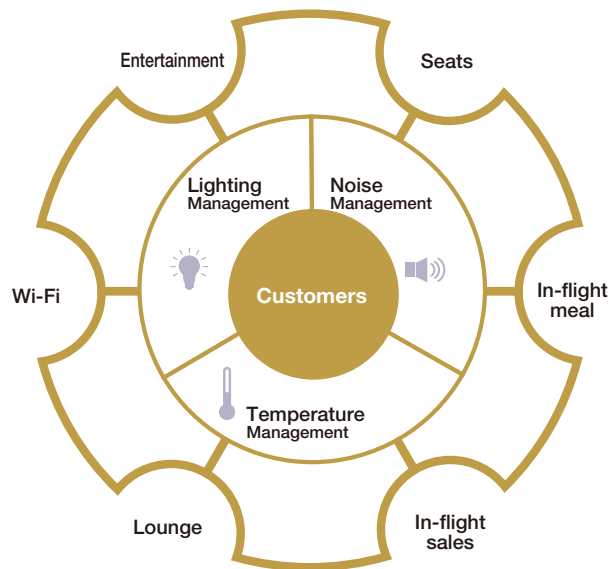 Entertainment
Seats
Lighting
Management
Noise
Management
Wi-Fi
Customers
In-flight
meal
Temperature
Management
Lounge
In-flight
sales